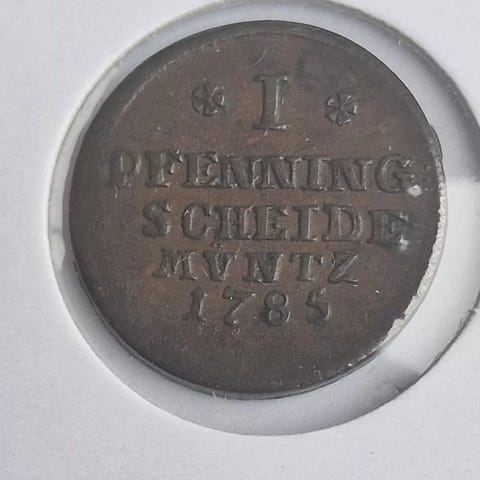 I
PFENNING
SCHEIDE
MVNTZ
1785